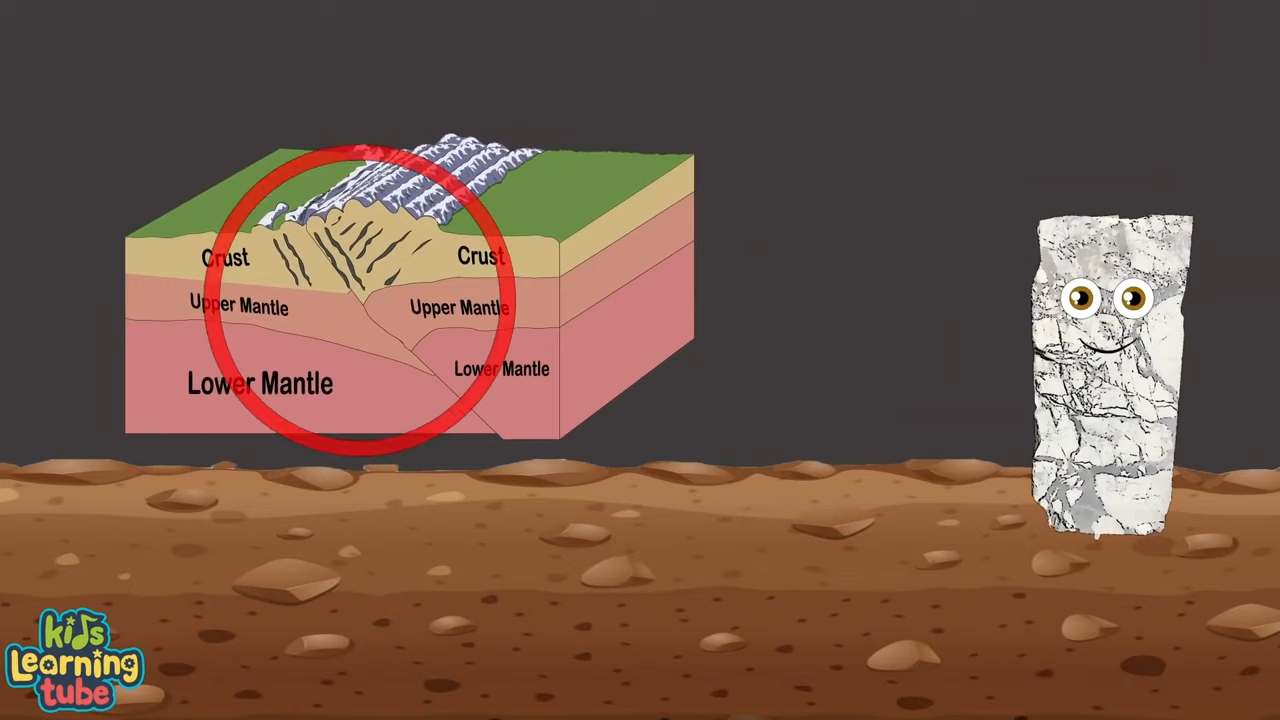 Crust
Crust
Upper Mantle
Upper Mantle
Lower Mantle
Lower Mantle
kids
Learning
tube